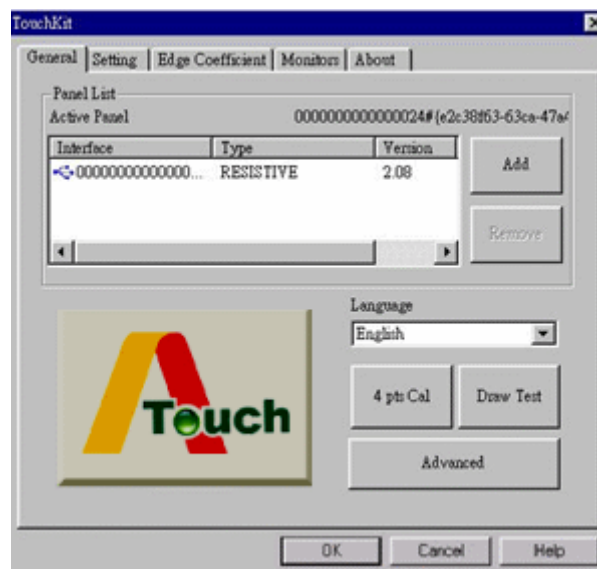 TouchKit
General Setting Edge Coefficient Monitors About
Panel List
Active Panel 0000000000000024#{e2c38f63-63ca-47a
Interface Type Version
00000000000000... RESISTIVE 2.08
Add
Remove
Language
English
Touch
4 pts Cal Draw Test
Advanced
OK Cancel Help